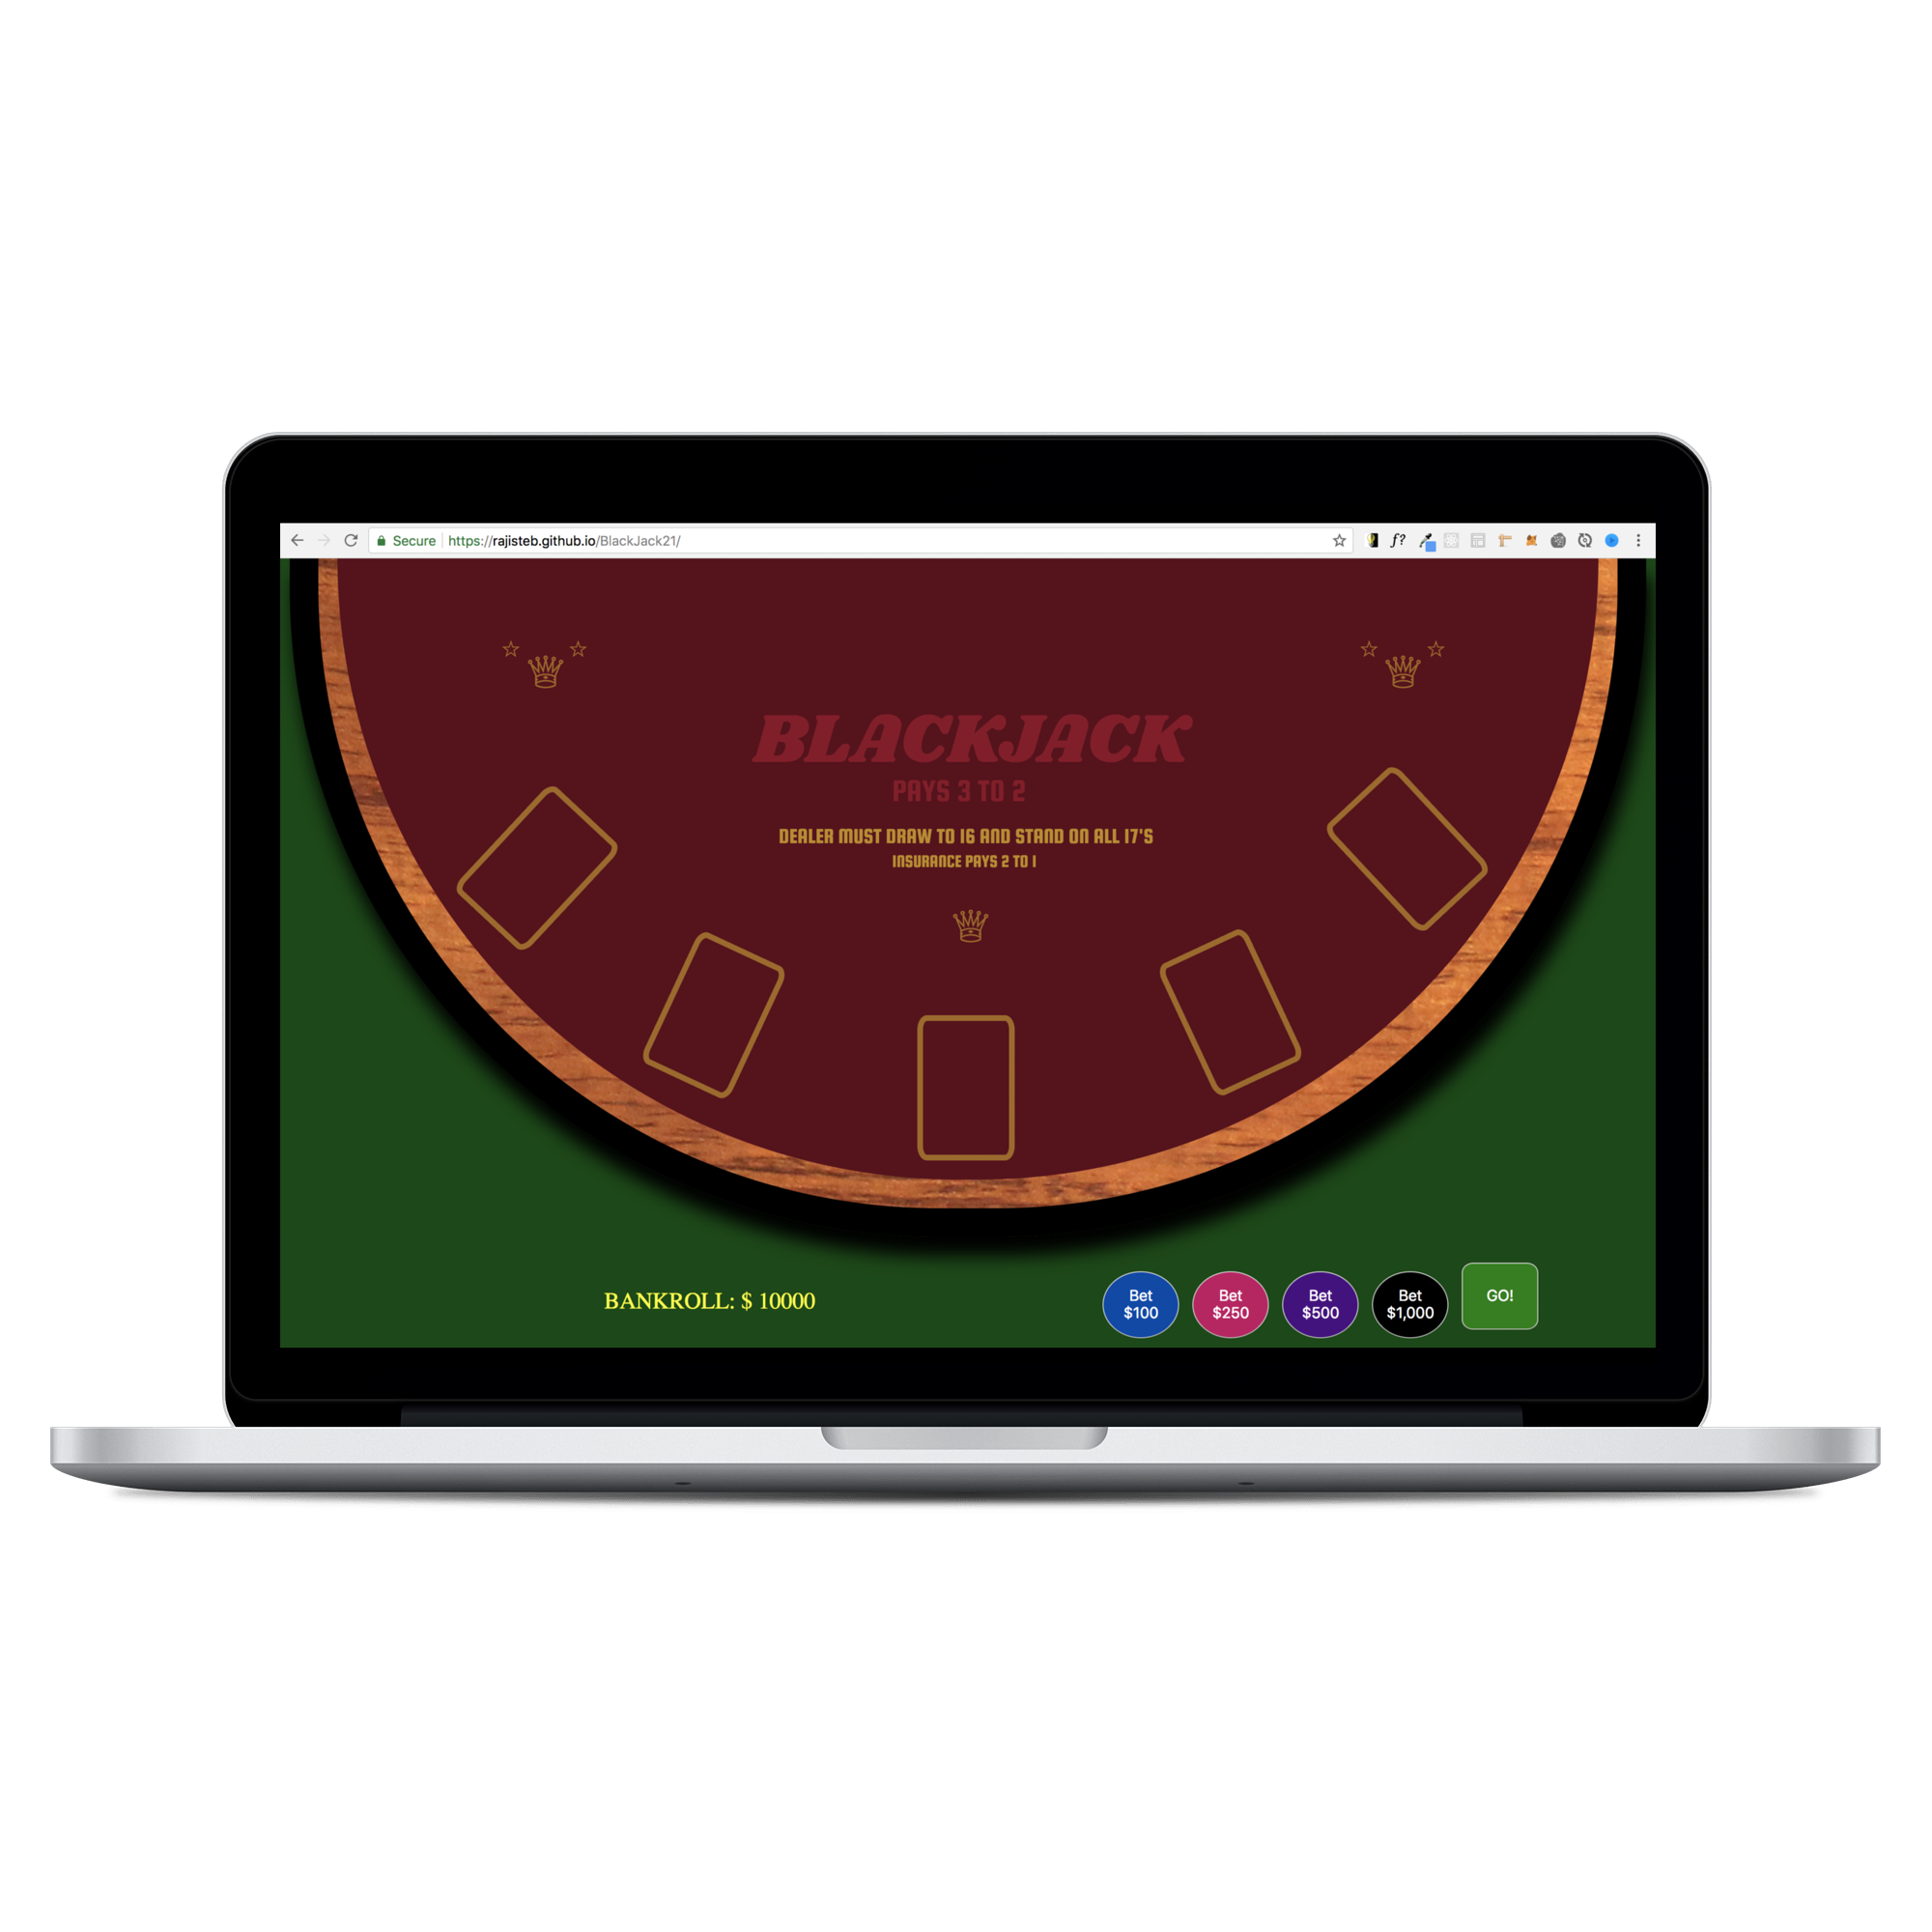 Secure https://rajisteb.github.io/BlackJack21/
f?
BLACKJACK
PAYS 3 TO 2
DEALER MUST DRAW TO 16 AND STAND ON ALL 17'S
INSURANCE PAYS 2 TO 1
BANKROLL: $ 10000
Bet
$100
Bet
$250
Bet
$500
Bet
$1,000
GO!